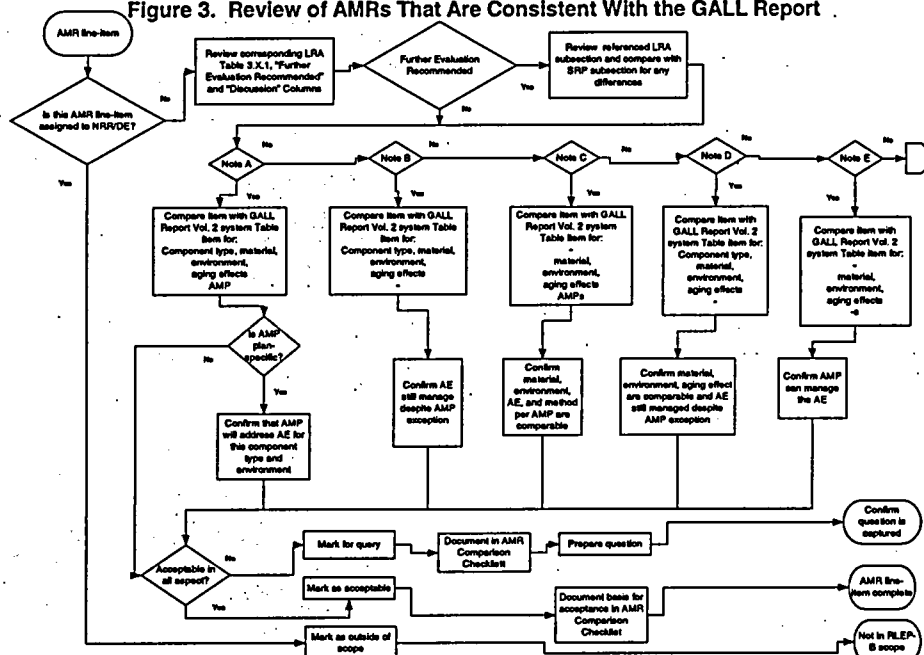 Figure 3.  Review of AMRs That Are Consistent With the GALL Report
AMR line-item
Review corresponding LRA
Table 3.X.1, "Further
Evaluation Recommended"
and "Discussion" Columns
Further Evaluation
Recommended
Review referenced LRA
subsection and compare with
SRP subsection for any
differences
No
Yes
Is this AMR line-item
assigned to NRR/DE?
No
Yes
Note A
No
Note B
No
Note C
No
Note D
No
Note E
No
Yes
Yes
Yes
Yes
Yes
Compare item with GALL
Report Vol. 2 system Table
item for:
Component type, material,
environment,
aging effects
AMP
Compare item with GALL
Report Vol. 2 system Table
item for:
Component type, material,
environment,
aging effects
-
Compare item with GALL
Report Vol. 2 system
Table item for:
-
material,
environment,
aging effects
AMPs
Compare item with
GALL Report Vol. 2
system Table item for:
Component type,
material,
environment,
aging effects
-
Compare item with
GALL Report Vol. 2
system Table item for:
-
material,
environment,
aging effects
-s
Is AMP
plan-
specific?
No
Yes
Confirm that AMP
will address AE for
this component
type and
environment
Confirm AE
still manage
despite AMP
exception
Confirm
material,
environment,
AE, and method
per AMP are
comparable
Confirm material,
environment, aging effect
are comparable and AE
still managed despite
AMP exception
Confirm AMP
can manage
the AE
Acceptable in
all aspect?
No
Yes
Mark for query
Document in AMR
Comparison
Checklist
Prepare question
Confirm
question is
captured
Mark as acceptable
Document basis for
acceptance in AMR
Comparison
Checklist
AMR line-
item complete
Mark as outside of
scope
Not in RLEP-
B scope